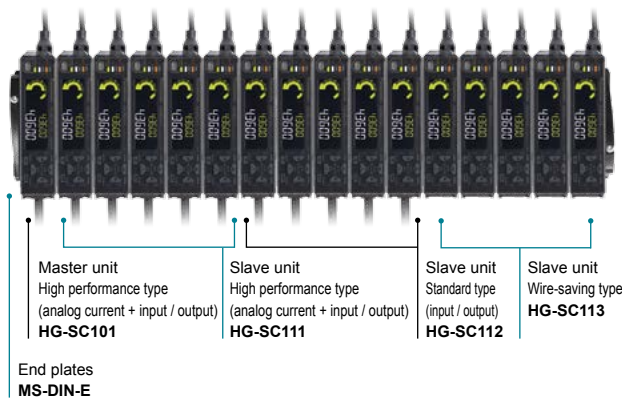 Master unit
High performance type
(analog current + input / output)
HG-SC101
Slave unit
High performance type
(analog current + input / output)
HG-SC111
Slave unit
Standard type
(input / output)
HG-SC112
Slave unit
Wire-saving type
HG-SC113
End plates
MS-DIN-E